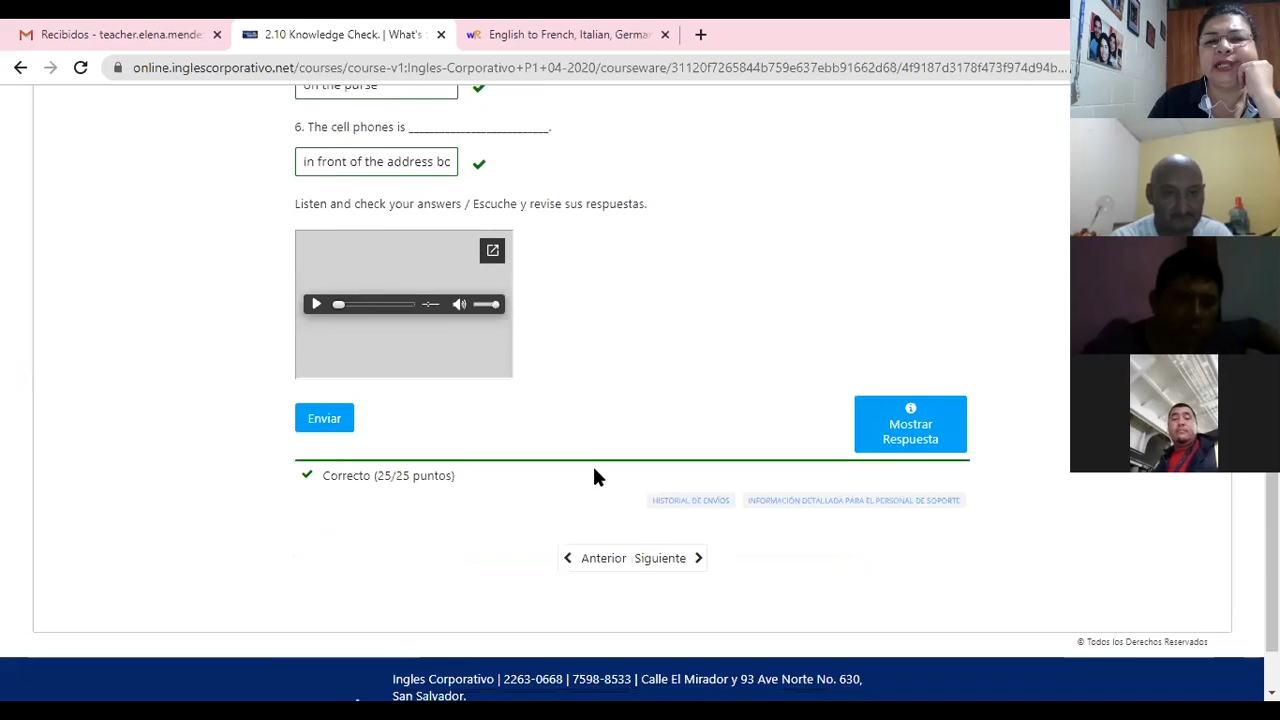 Recibidos - teacher.elena.mende
2.10 Knowledge Check. | What's
English to French, Italian, Germar
online.inglescorporativo.net/courses/course-v1:Ingles-Corporativo+P1+04-2020/courseware/31120f7265844b759e637ebb91662d68/4f9187d3178f473f974d94b...
on the purse
6. The cell phones is _________________________.
in front of the address bc
Listen and check your answers / Escuche y revise sus respuestas.
Enviar
Mostrar
Respuesta
Correcto (25/25 puntos)
HISTORIAL DE ENVÍOS
INFORMACIÓN DETALLADA PARA EL PERSONAL DE SOPORTE
Anterior
Siguiente
© Todos los Derechos Reservados
Ingles Corporativo | 2263-0668 | 7598-8533 | Calle El Mirador y 93 Ave Norte No. 630,
San Salvador.